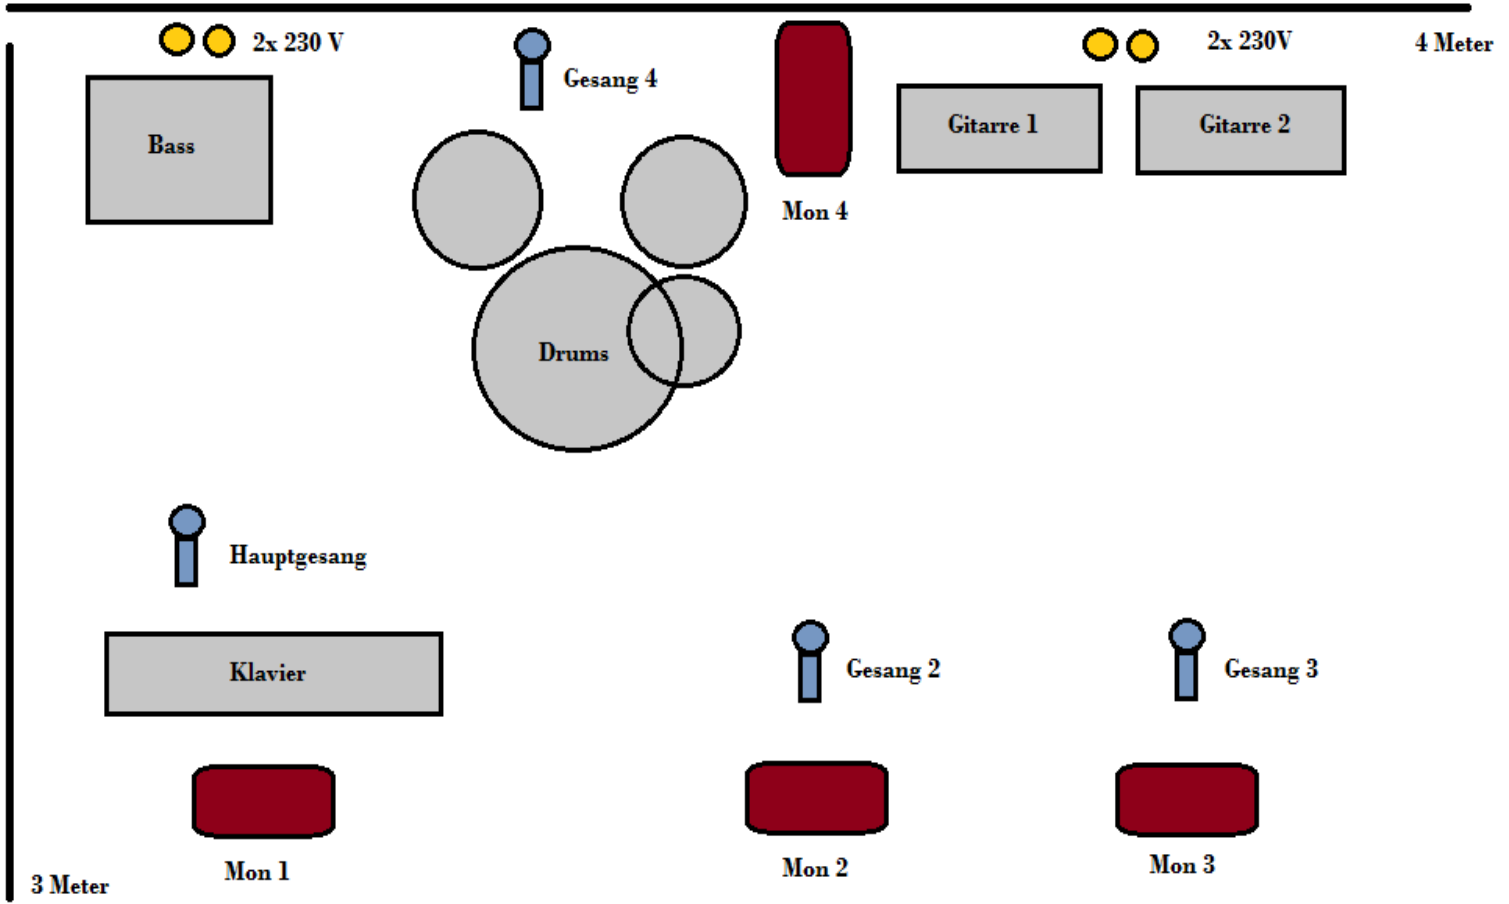 2x 230 V
2x 230V
4 Meter
Gesang 4
Bass
Gitarre 1
Gitarre 2
Mon 4
Drums
Hauptgesang
Klavier
Gesang 2
Gesang 3
Mon 1
Mon 2
Mon 3
3 Meter